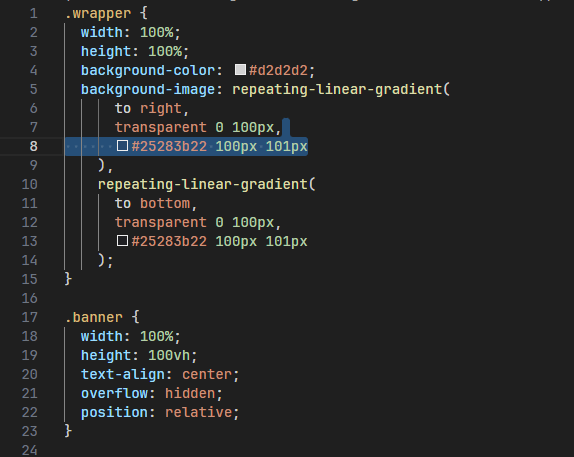 1 .wrapper {
2   width: 100%;
3   height: 100%;
4   background-color: #d2d2d2;
5   background-image: repeating-linear-gradient(
6       to right,
7       transparent 0 100px,
8       #25283b22 100px 101px
9     ),
10     repeating-linear-gradient(
11       to bottom,
12       transparent 0 100px,
13       #25283b22 100px 101px
14     );
15 }
16
17 .banner {
18   width: 100%;
19   height: 100vh;
20   text-align: center;
21   overflow: hidden;
22   position: relative;
23 }
24